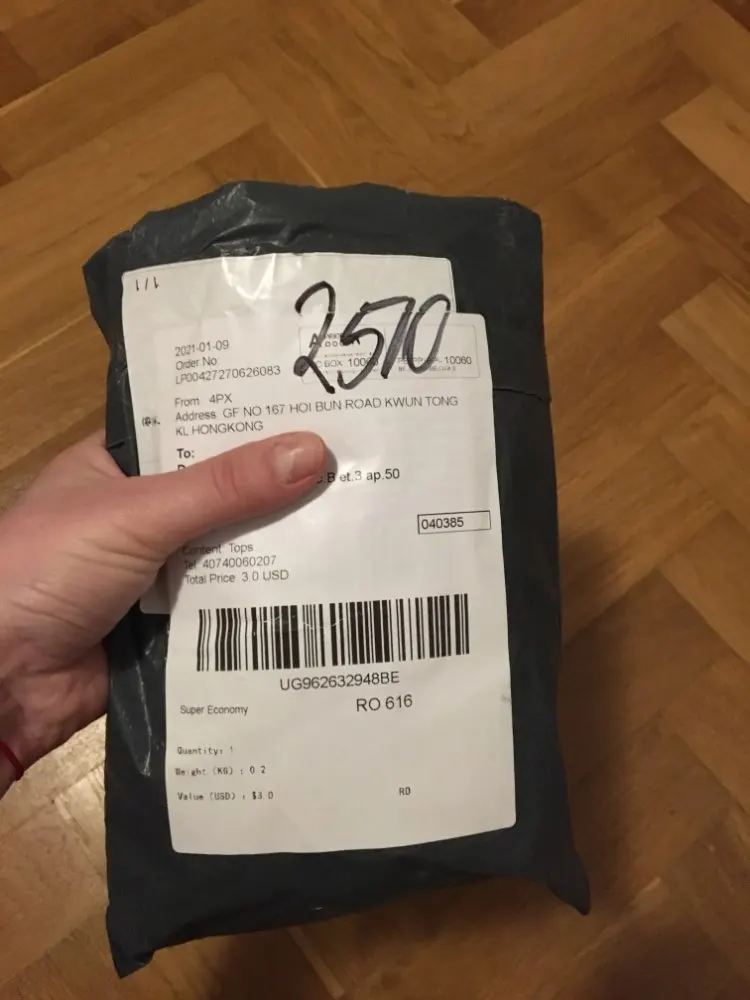 1/1
2510
2021-01-09
Order No
LP00427270626083
From 4PX
Address GF NO 167 HOI BUN ROAD KWUN TONG
KL HONGKONG
10060
To:
.B et.3 ap.50
040385
Content Tops
Tel 40740060207
Total Price 3.0 USD
UG962632948BE
Super Economy
RO 616
Quantity: 1
Weight (KG) : 0 2
Value (USD) : $3.0
RD